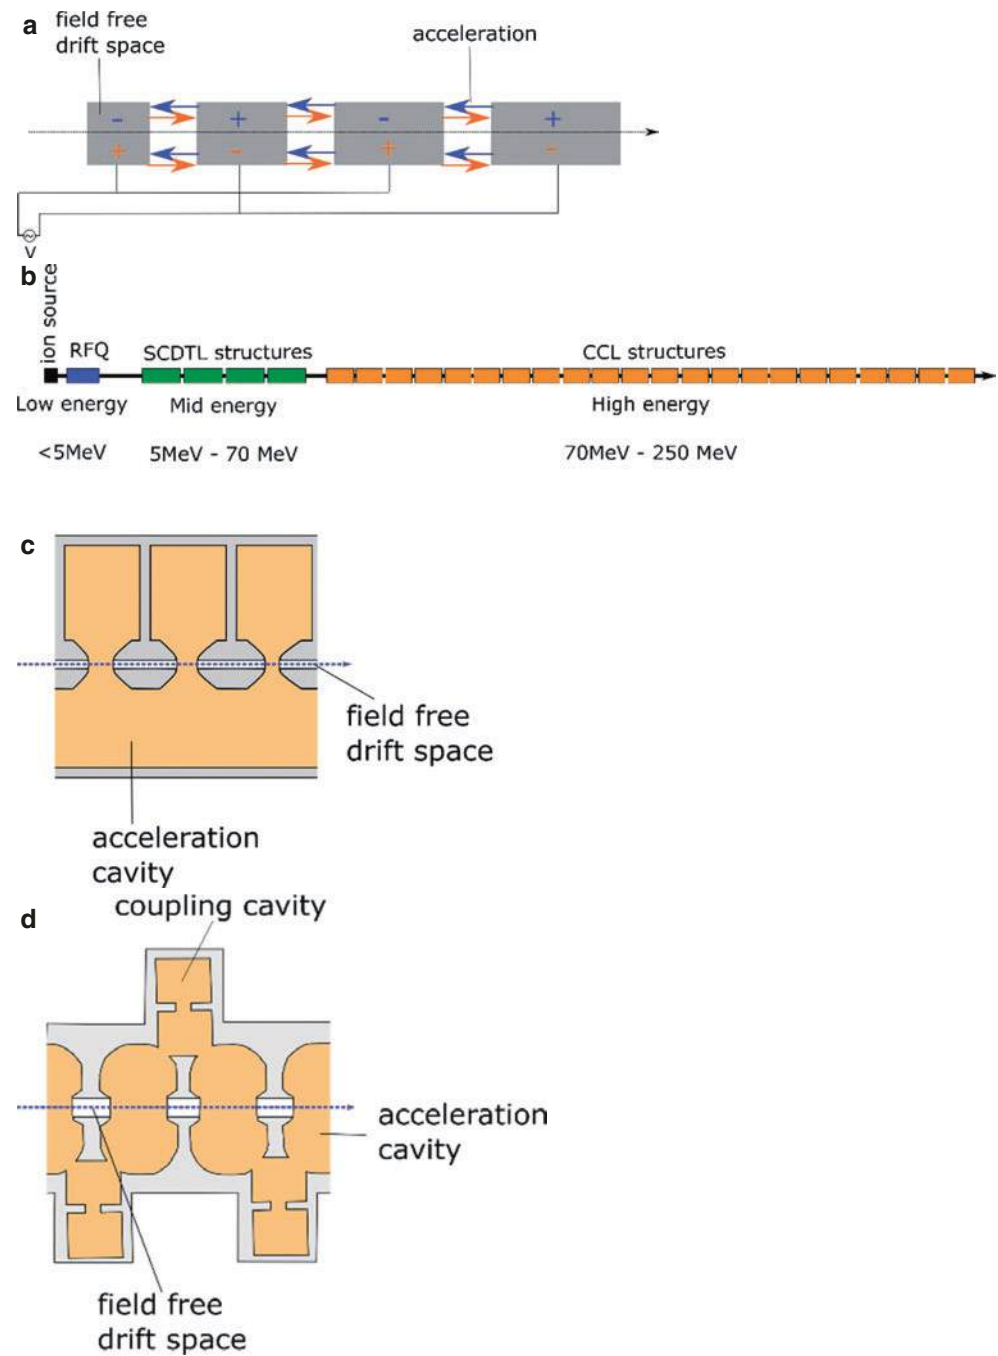 a
field free
drift space
acceleration
- + - +
+ - + -
V
b
ion source
RFQ
SCDTL structures
CCL structures
Low energy
Mid energy
High energy
<5MeV
5MeV - 70 MeV
70MeV - 250 MeV
c
field free
drift space
acceleration
cavity
d
coupling cavity
acceleration
cavity
field free
drift space